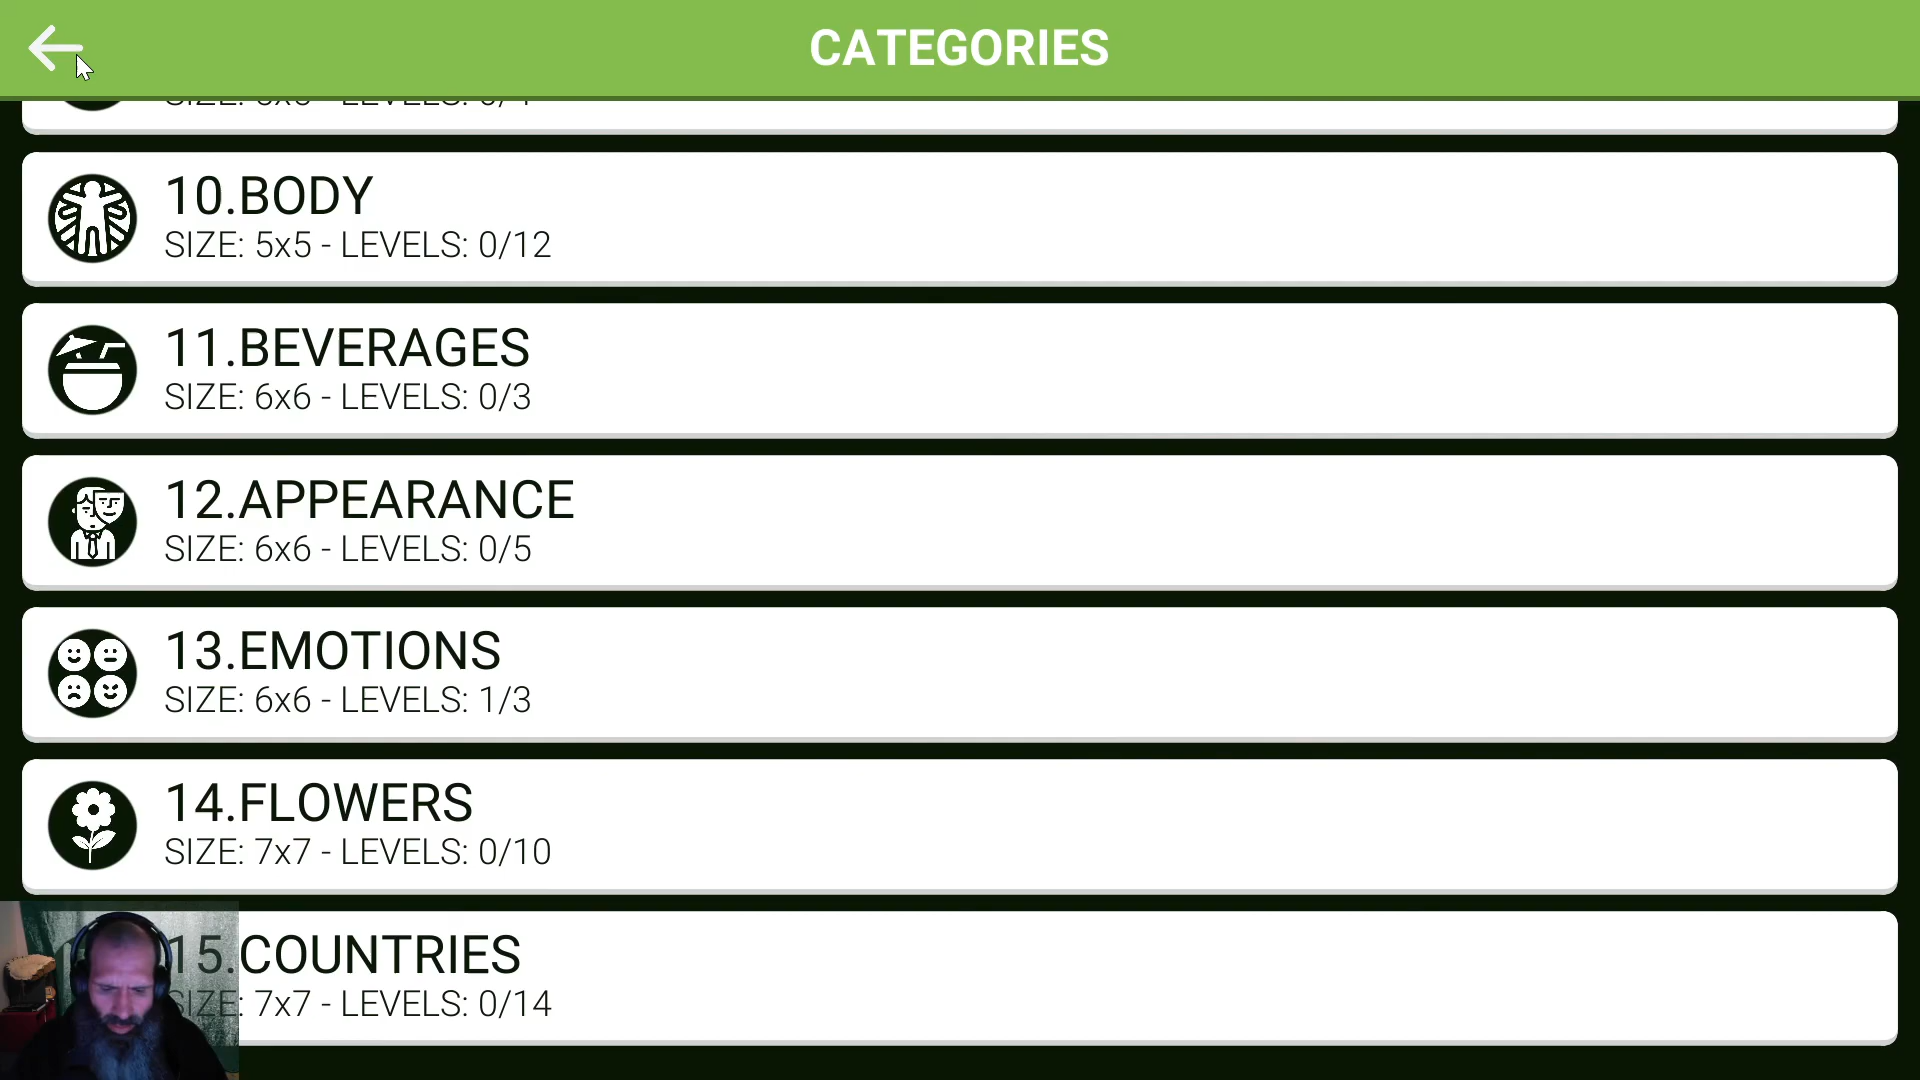 CATEGORIES
10.BODY
SIZE: 5x5 - LEVELS: 0/12
11.BEVERAGES
SIZE: 6x6 - LEVELS: 0/3
12.APPEARANCE
SIZE: 6x6 - LEVELS: 0/5
13.EMOTIONS
SIZE: 6x6 - LEVELS: 1/3
14.FLOWERS
SIZE: 7x7 - LEVELS: 0/10
15.COUNTRIES
SIZE: 7x7 - LEVELS: 0/14